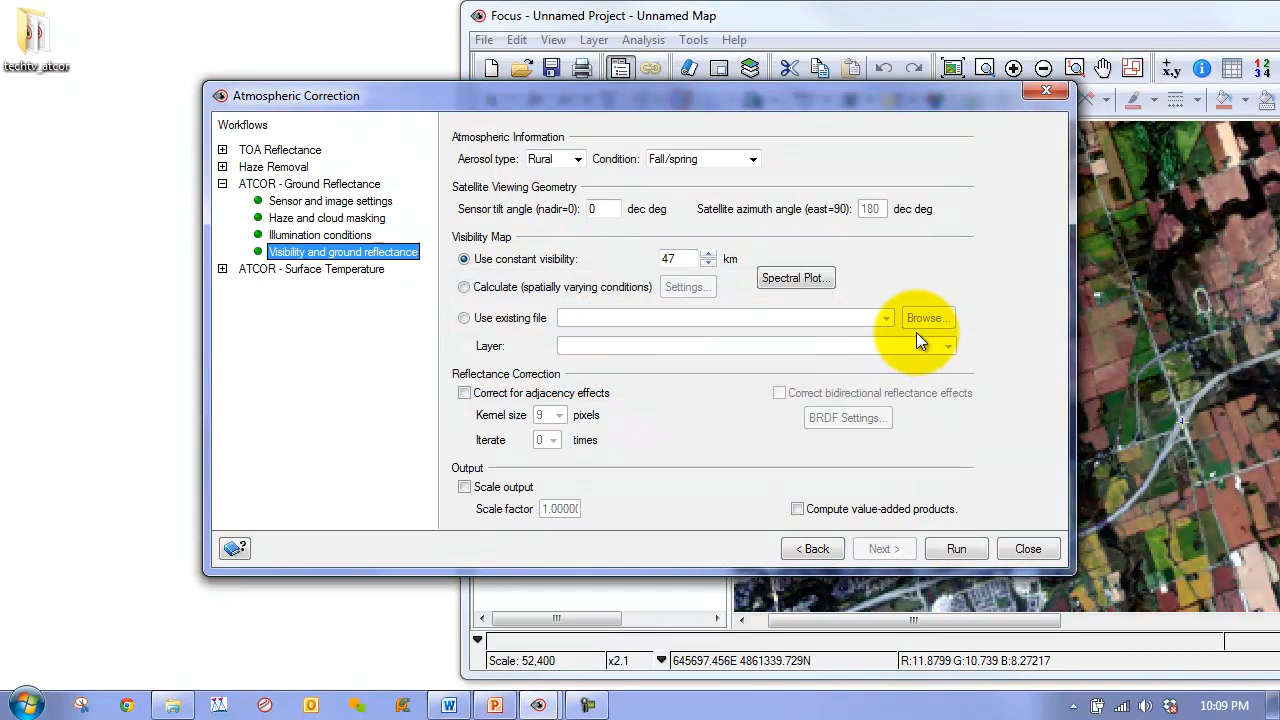 techtv_atcor
Focus - Unnamed Project - Unnamed Map
File Edit View Layer Analysis Tools Help
x,y
1 2
3 4
Atmospheric Correction
Workflows
TOA Reflectance
Haze Removal
ATCOR - Ground Reflectance
Sensor and image settings
Haze and cloud masking
Illumination conditions
Visibility and ground reflectance
ATCOR - Surface Temperature
Atmospheric Information
Aerosol type: Rural Condition: Fall/spring
Satellite Viewing Geometry
Sensor tilt angle (nadir=0): 0 dec deg Satellite azimuth angle (east=90): 180 dec deg
Visibility Map
Use constant visibility: 47 km
Spectral Plot...
Calculate (spatially varying conditions) Settings...
Use existing file Browse...
Layer:
Reflectance Correction
Correct for adjacency effects Correct bidirectional reflectance effects
Kernel size 9 pixels BRDF Settings...
Iterate 0 times
Output
Scale output
Scale factor 1.00000 Compute value-added products.
< Back Next > Run Close
Scale: 52,400 x2.1 645697.456E 4861339.729N R:11.8799 G:10.739 B:8.27217
10:09 PM